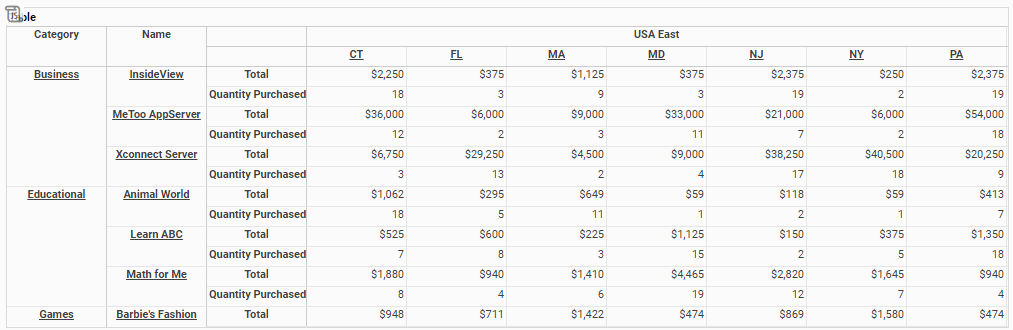 ble
Category Name USA East
CT FL MA MD NJ NY PA
Business InsideView Total $2,250 $375 $1,125 $375 $2,375 $250 $2,375
Quantity Purchased 18 3 9 3 19 2 19
MeToo AppServer Total $36,000 $6,000 $9,000 $33,000 $21,000 $6,000 $54,000
Quantity Purchased 12 2 3 11 7 2 18
Xconnect Server Total $6,750 $29,250 $4,500 $9,000 $38,250 $40,500 $20,250
Quantity Purchased 3 13 2 4 17 18 9
Educational Animal World Total $1,062 $295 $649 $59 $118 $59 $413
Quantity Purchased 18 5 11 1 2 1 7
Learn ABC Total $525 $600 $225 $1,125 $150 $375 $1,350
Quantity Purchased 7 8 3 15 2 5 18
Math for Me Total $1,880 $940 $1,410 $4,465 $2,820 $1,645 $940
Quantity Purchased 8 4 6 19 12 7 4
Games Barbie's Fashion Total $948 $711 $1,422 $474 $869 $1,580 $474